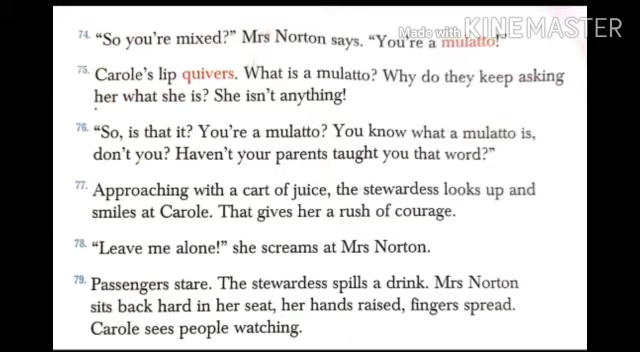 Made with KINEMASTER
74. “So you’re mixed?” Mrs Norton says. “You’re a mulatto!”
75. Carole’s lip quivers. What is a mulatto? Why do they keep asking
her what she is? She isn’t anything!
76. “So, is that it? You’re a mulatto? You know what a mulatto is,
don’t you? Haven’t your parents taught you that word?”
77. Approaching with a cart of juice, the stewardess looks up and
smiles at Carole. That gives her a rush of courage.
78. “Leave me alone!” she screams at Mrs Norton.
79. Passengers stare. The stewardess spills a drink. Mrs Norton
sits back hard in her seat, her hands raised, fingers spread.
Carole sees people watching.